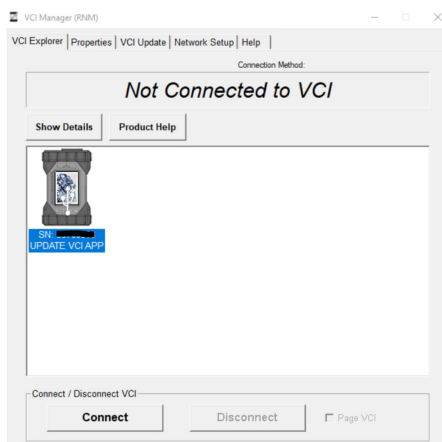 VCI Manager (RNM)
VCI Explorer Properties VCI Update Network Setup Help
Connection Method:
Not Connected to VCI
Show Details Product Help
SN:
UPDATE VCI APP
Connect / Disconnect VCI
Connect Disconnect Page VCI